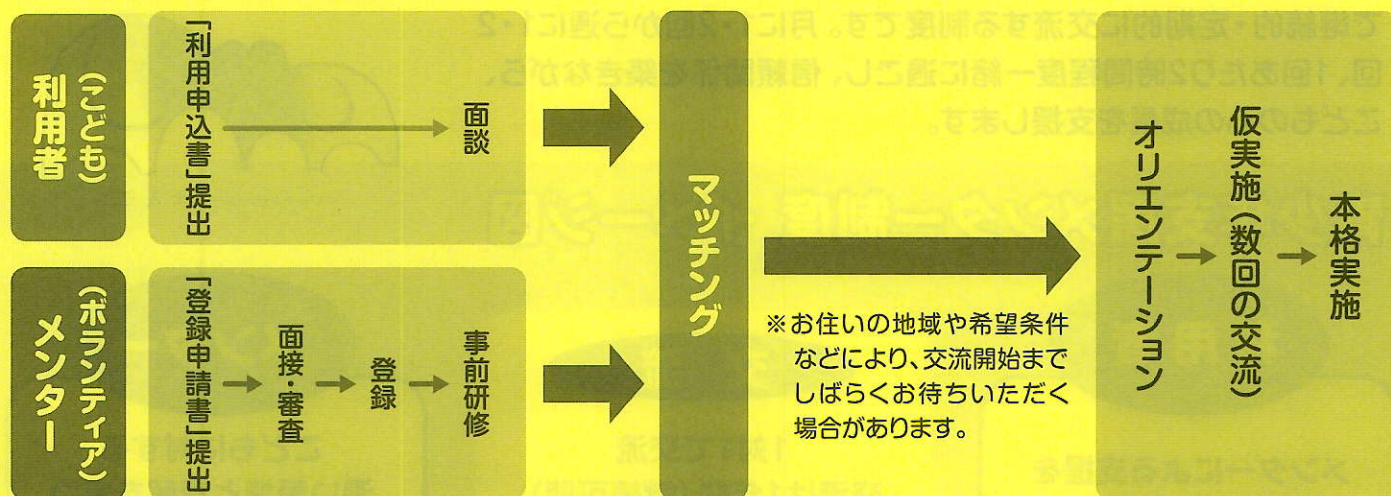 利用者
（こども）
「利用申込書」提出
面談
メンター
（ボランティア）
「登録申請書」提出
面接・審査
登録
事前研修
マッチング
※お住いの地域や希望条件
などにより、交流開始まで
しばらくお待ちいただく
場合があります。
オリエンテーション
仮実施（数回の交流）
本格実施